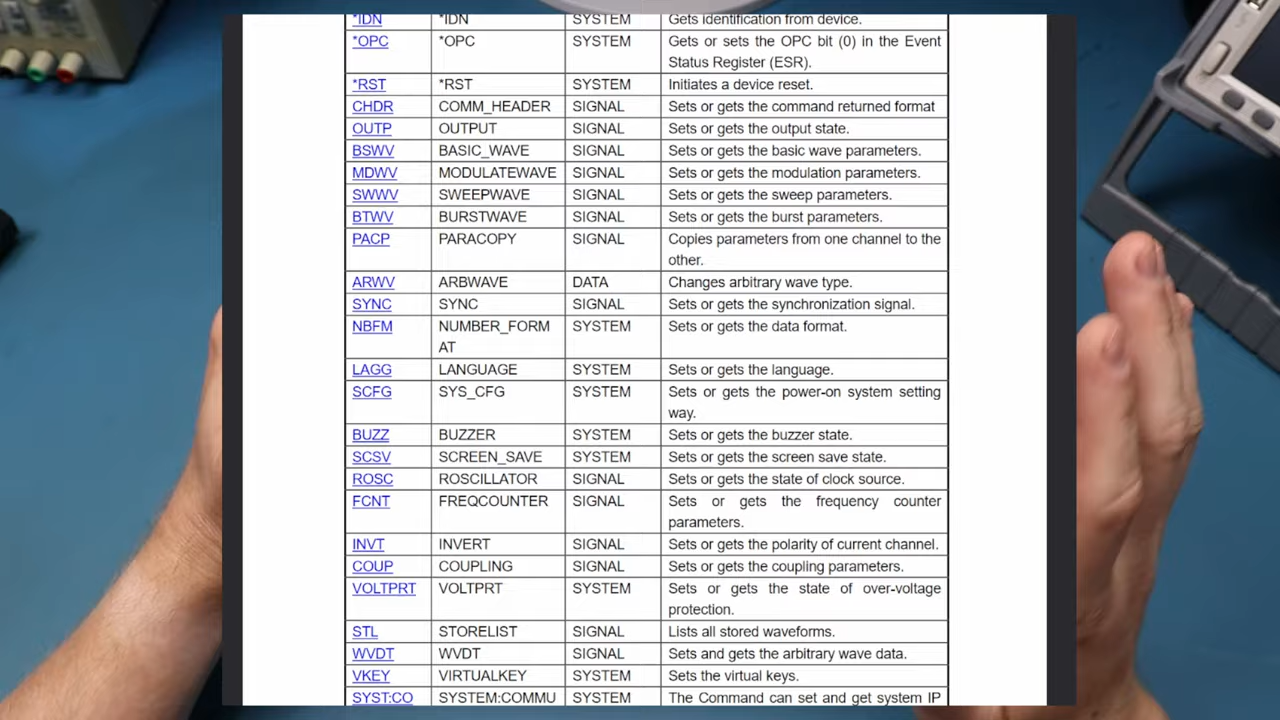 *IDN *IDN SYSTEM Gets identification from device.
*OPC *OPC SYSTEM Gets or sets the OPC bit (0) in the Event
Status Register (ESR).
*RST *RST SYSTEM Initiates a device reset.
CHDR COMM_HEADER SIGNAL Sets or gets the command returned format
OUTP OUTPUT SIGNAL Sets or gets the output state.
BSWV BASIC_WAVE SIGNAL Sets or gets the basic wave parameters.
MDWV MODULATEWAVE SIGNAL Sets or gets the modulation parameters.
SWWV SWEEPWAVE SIGNAL Sets or gets the sweep parameters.
BTWV BURSTWAVE SIGNAL Sets or gets the burst parameters.
PACP PARACOPY SIGNAL Copies parameters from one channel to the
other.
ARWV ARBWAVE DATA Changes arbitrary wave type.
SYNC SYNC SIGNAL Sets or gets the synchronization signal.
NBFM NUMBER_FORM SYSTEM Sets or gets the data format.
AT
LAGG LANGUAGE SYSTEM Sets or gets the language.
SCFG SYS_CFG SYSTEM Sets or gets the power-on system setting
way.
BUZZ BUZZER SYSTEM Sets or gets the buzzer state.
SCSV SCREEN_SAVE SYSTEM Sets or gets the screen save state.
ROSC ROSCILLATOR SIGNAL Sets or gets the state of clock source.
FCNT FREQCOUNTER SIGNAL Sets or gets the frequency counter
parameters.
INVT INVERT SIGNAL Sets or gets the polarity of current channel.
COUP COUPLING SIGNAL Sets or gets the coupling parameters.
VOLTPRT VOLTPRT SYSTEM Sets or gets the state of over-voltage
protection.
STL STORELIST SIGNAL Lists all stored waveforms.
WVDT WVDT SIGNAL Sets and gets the arbitrary wave data.
VKEY VIRTUALKEY SYSTEM Sets the virtual keys.
SYST:CO SYSTEM:COMMU SYSTEM The Command can set and get system IP